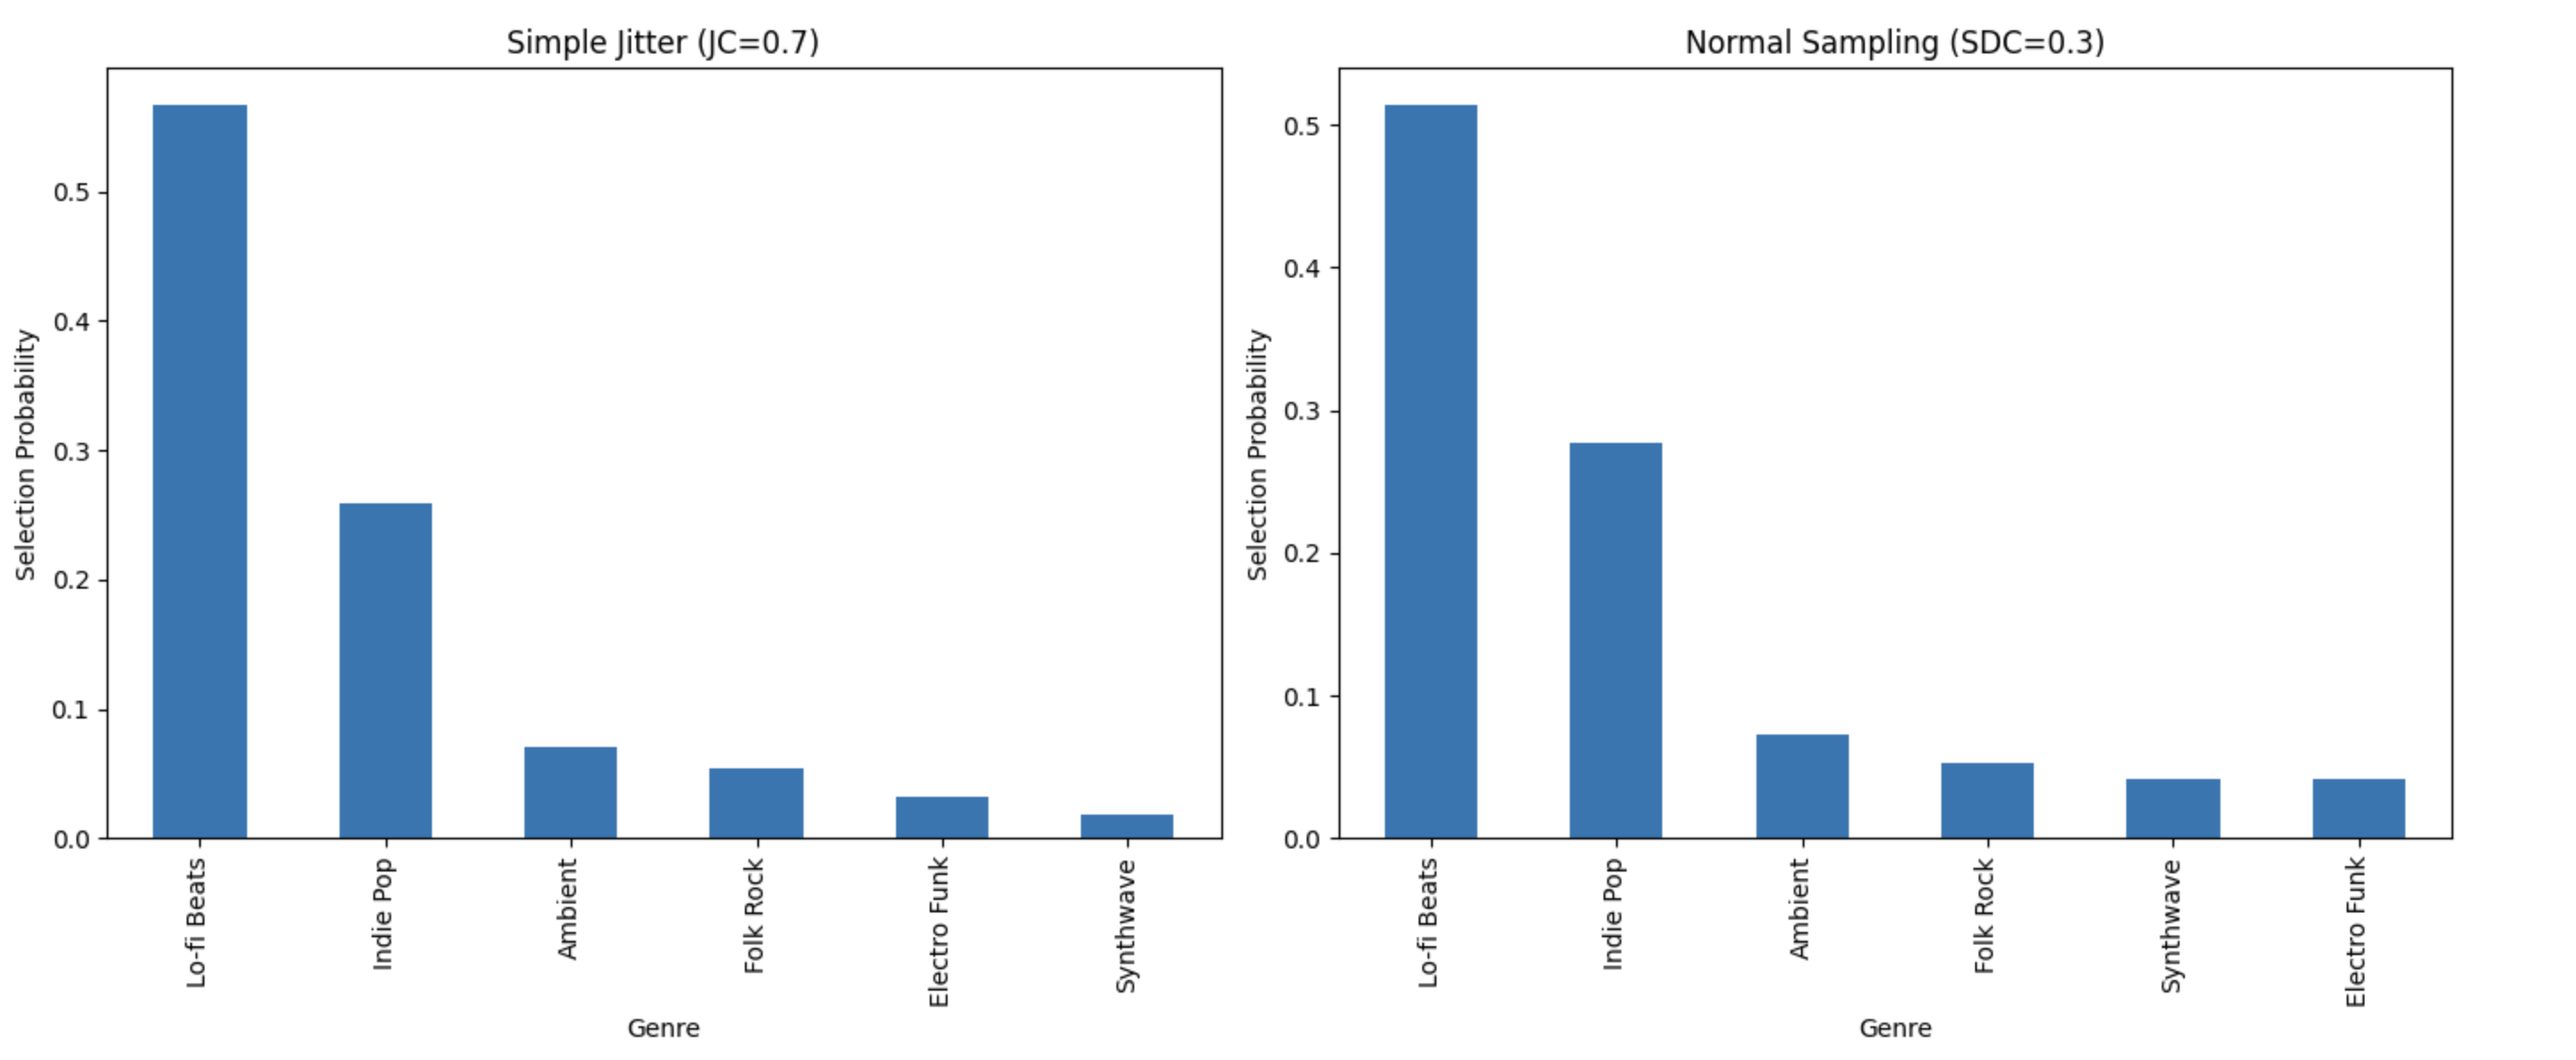 Simple Jitter (JC=0.7)
Selection Probability
0.5
0.4
0.3
0.2
0.1
0.0
Lo-fi Beats
Indie Pop
Ambient
Folk Rock
Electro Funk
Synthwave
Genre
Normal Sampling (SDC=0.3)
Selection Probability
0.5
0.4
0.3
0.2
0.1
0.0
Lo-fi Beats
Indie Pop
Ambient
Folk Rock
Synthwave
Electro Funk
Genre